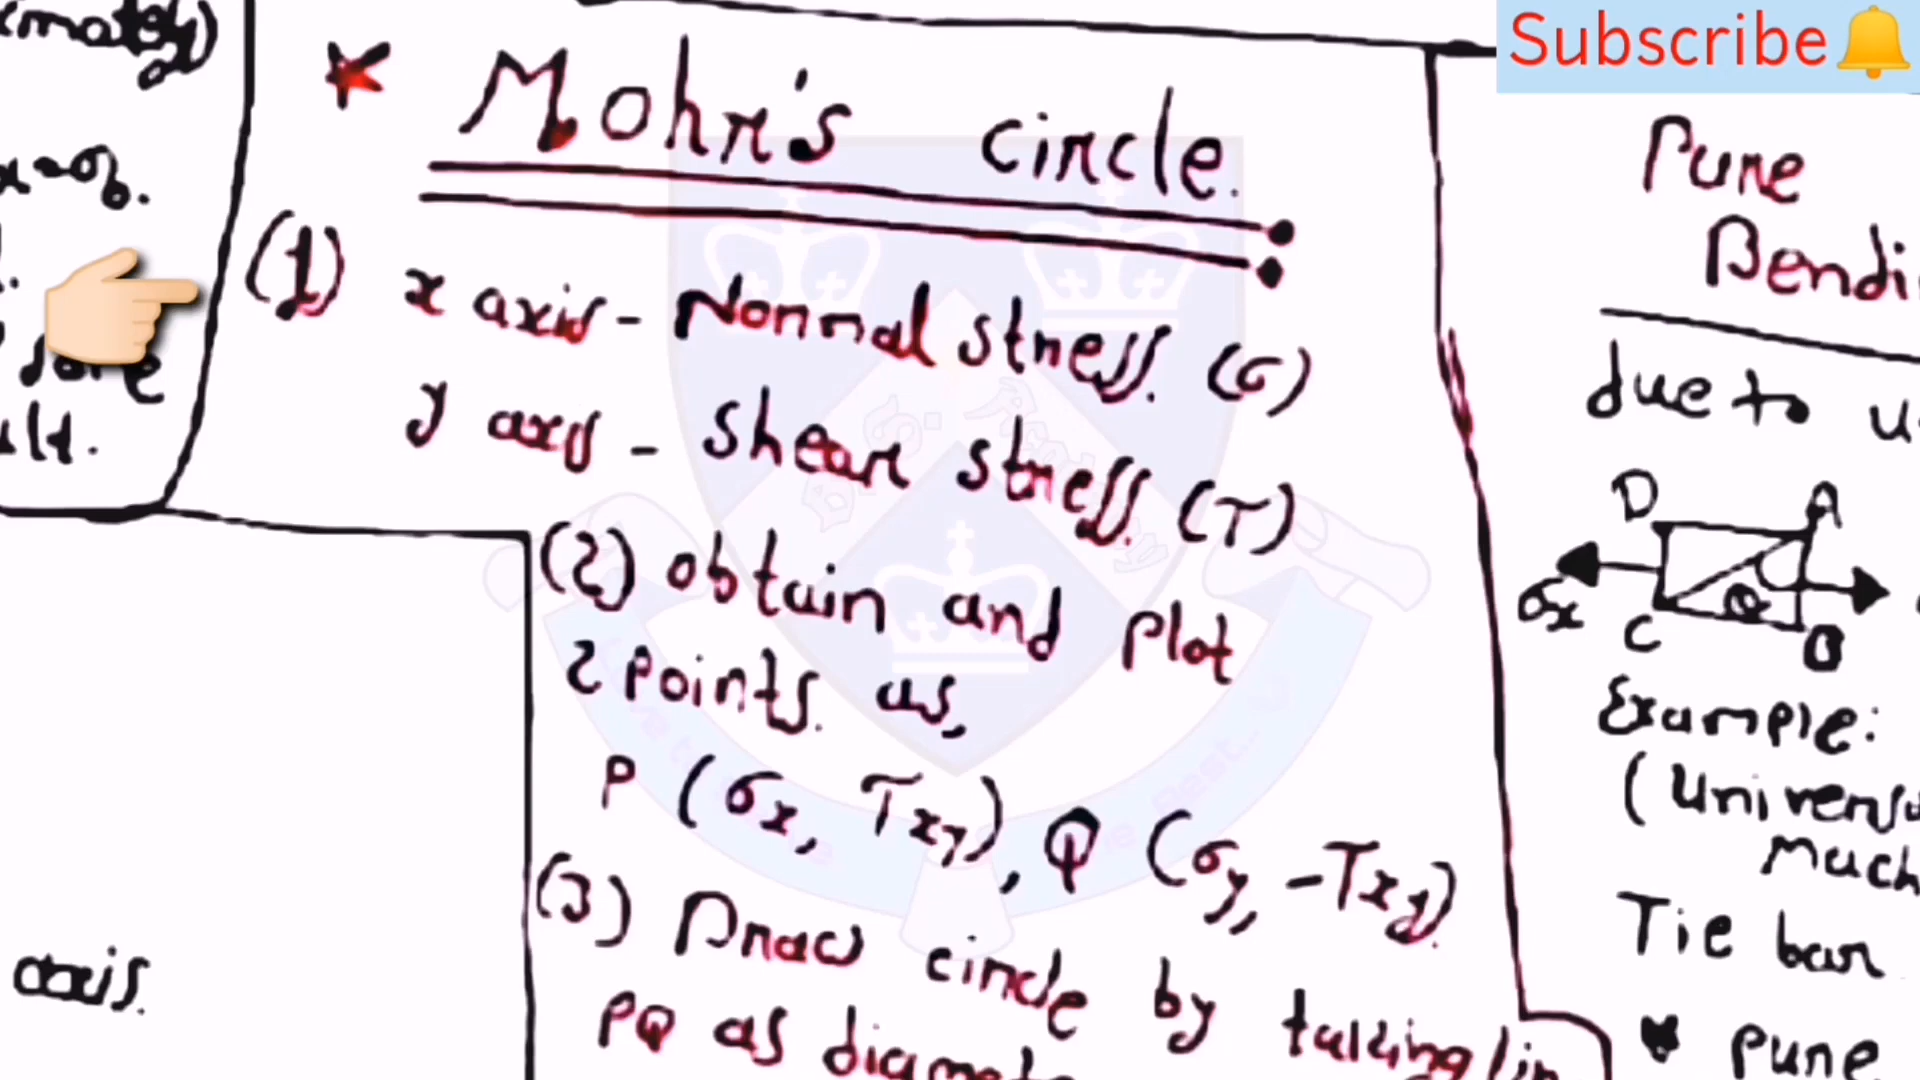 Subscribe
★ Mohr's circle.
(1) x axis - Normal stress. (σ)
y axis - shear stress. (τ)
(2) obtain and plot
2 points as,
P (σx, τxy), Q (σy, -τxy)
(3) Draw circle by taking
PQ as
axis.
Pure
Bendi
due to
D A
σx
C B
θ
Example:
(Univers
Mach
Tie bar
★ pure